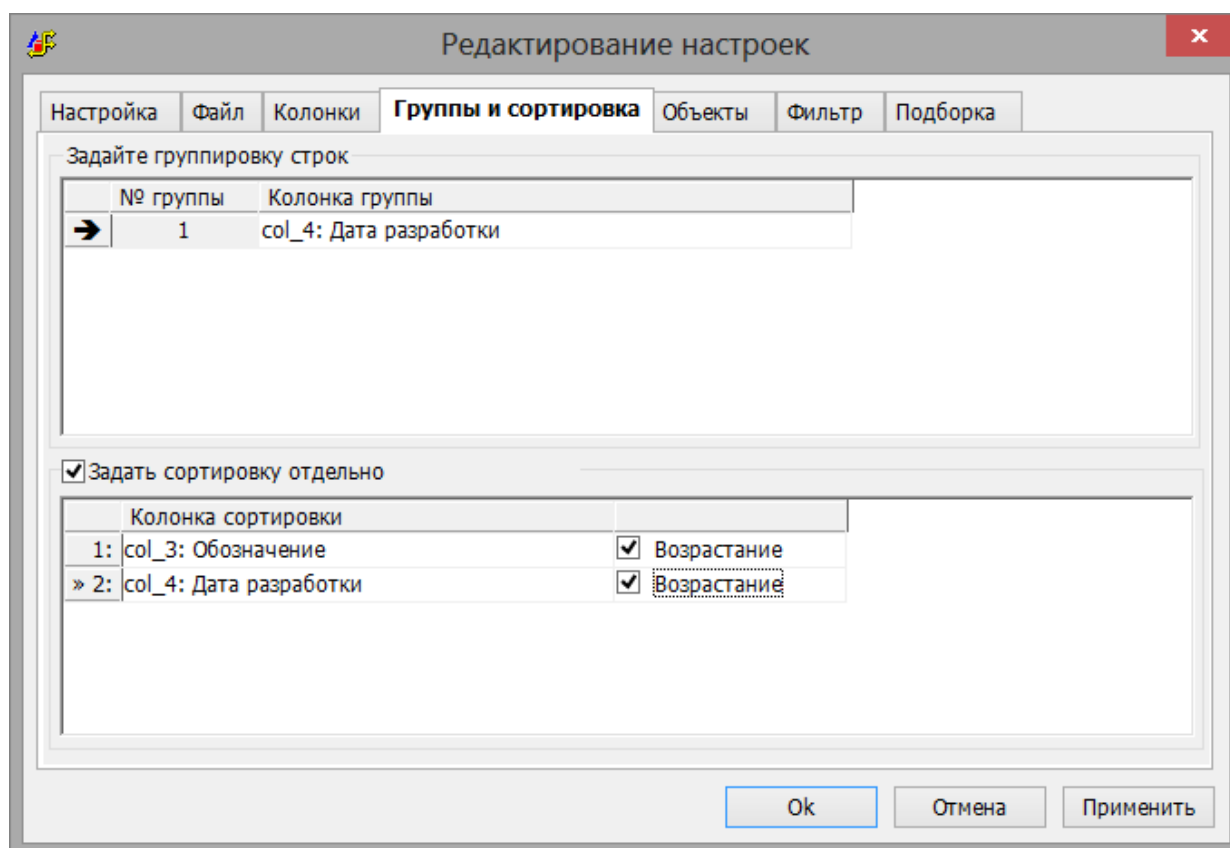 Редактирование настроек
Настройка Файл Колонки Группы и сортировка Объекты Фильтр Подборка
Задайте группировку строк
№ группы Колонка группы
1 col_4: Дата разработки
Задать сортировку отдельно
Колонка сортировки
1: col_3: Обозначение Возрастание
» 2: col_4: Дата разработки Возрастание
Ok Отмена Применить